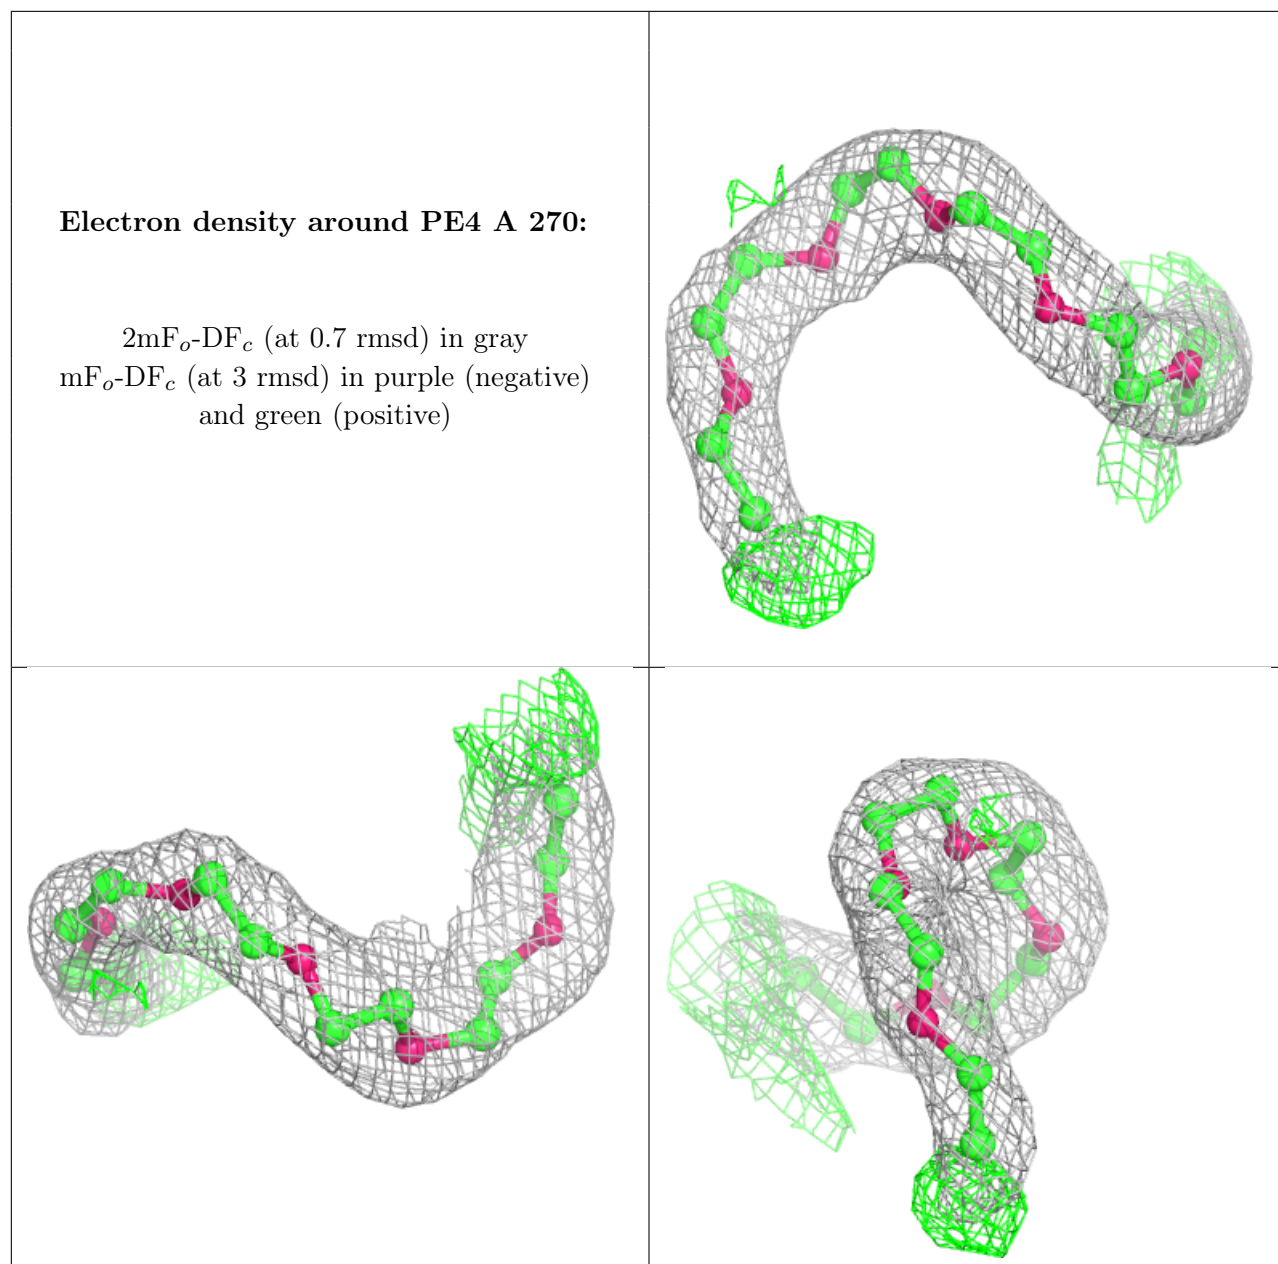 Electron density around PE4 A 270:
2mFₒ-DF𝒸 (at 0.7 rmsd) in gray
mFₒ-DF𝒸 (at 3 rmsd) in purple (negative)
and green (positive)